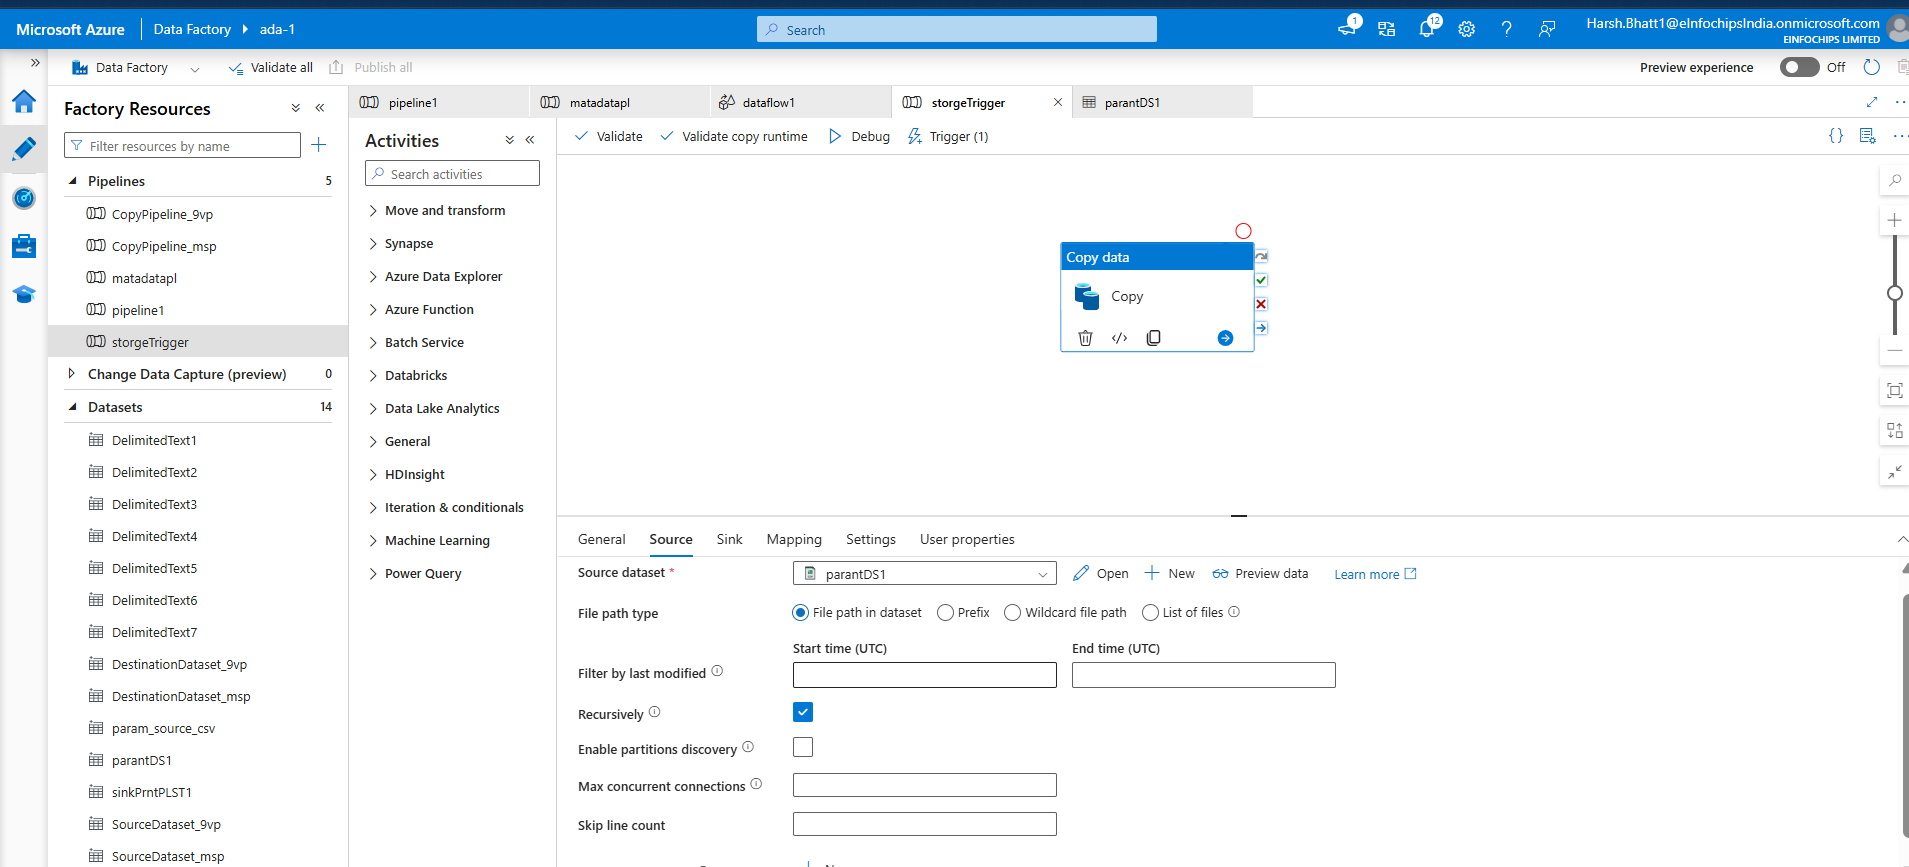 Microsoft Azure
Data Factory
ada-1
Search
1
12
Harsh.Bhatt1@eInfochipsIndia.onmicrosoft.com
EINFOCHIPS LIMITED
Data Factory
Validate all
Publish all
Preview experience
Off
Factory Resources
Filter resources by name
Pipelines
5
CopyPipeline_9vp
CopyPipeline_msp
matadatapl
pipeline1
storgeTrigger
Change Data Capture (preview)
0
Datasets
14
DelimitedText1
DelimitedText2
DelimitedText3
DelimitedText4
DelimitedText5
DelimitedText6
DelimitedText7
DestinationDataset_9vp
DestinationDataset_msp
param_source_csv
parantDS1
sinkPrntPLST1
SourceDataset_9vp
SourceDataset_msp
pipeline1
matadatapl
dataflow1
storgeTrigger
parantDS1
Activities
Search activities
Move and transform
Synapse
Azure Data Explorer
Azure Function
Batch Service
Databricks
Data Lake Analytics
General
HDInsight
Iteration & conditionals
Machine Learning
Power Query
Validate
Validate copy runtime
Debug
Trigger (1)
Copy data
Copy
General
Source
Sink
Mapping
Settings
User properties
Source dataset *
parantDS1
Open
New
Preview data
Learn more
File path type
File path in dataset
Prefix
Wildcard file path
List of files
Start time (UTC)
End time (UTC)
Filter by last modified
Recursively
Enable partitions discovery
Max concurrent connections
Skip line count